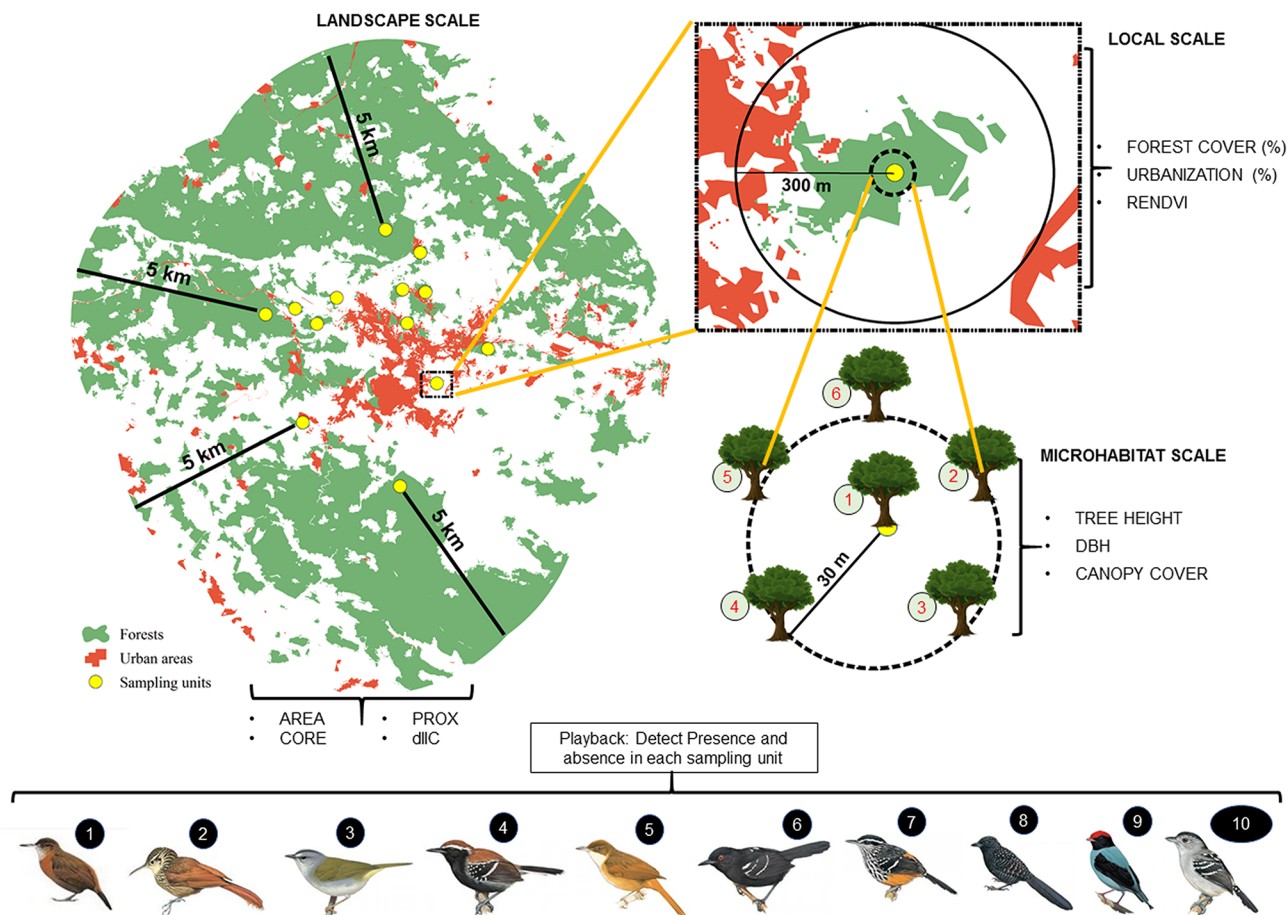 LANDSCAPE SCALE
5 km
5 km
5 km
5 km
Forests
Urban areas
Sampling units
• AREA
• CORE
• PROX
• dIIC
LOCAL SCALE
300 m
• FOREST COVER (%)
• URBANIZATION (%)
• RENDVI
6
5
2
1
4
3
30 m
MICROHABITAT SCALE
• TREE HEIGHT
• DBH
• CANOPY COVER
Playback: Detect Presence and
absence in each sampling unit
1
2
3
4
5
6
7
8
9
10